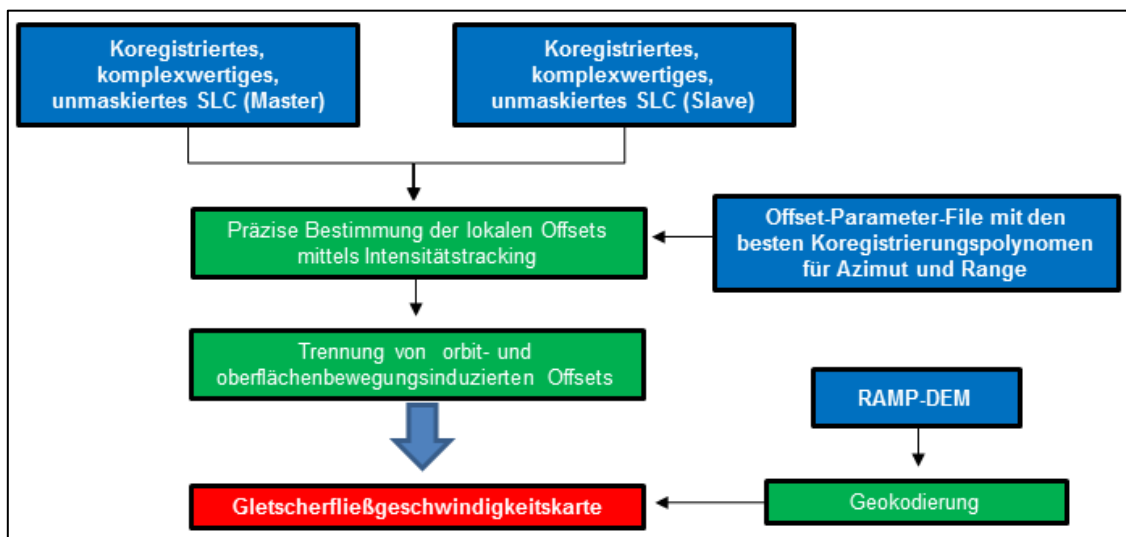 Koregistriertes,
komplexwertiges,
unmaskiertes SLC (Master)
Koregistriertes,
komplexwertiges,
unmaskiertes SLC (Slave)
Präzise Bestimmung der lokalen Offsets
mittels Intensitätstracking
Offset-Parameter-File mit den
besten Koregistrierungspolynomen
für Azimut und Range
Trennung von orbit- und
oberflächenbewegungsinduzierten Offsets
RAMP-DEM
Gletscherfließgeschwindigkeitskarte
Geokodierung